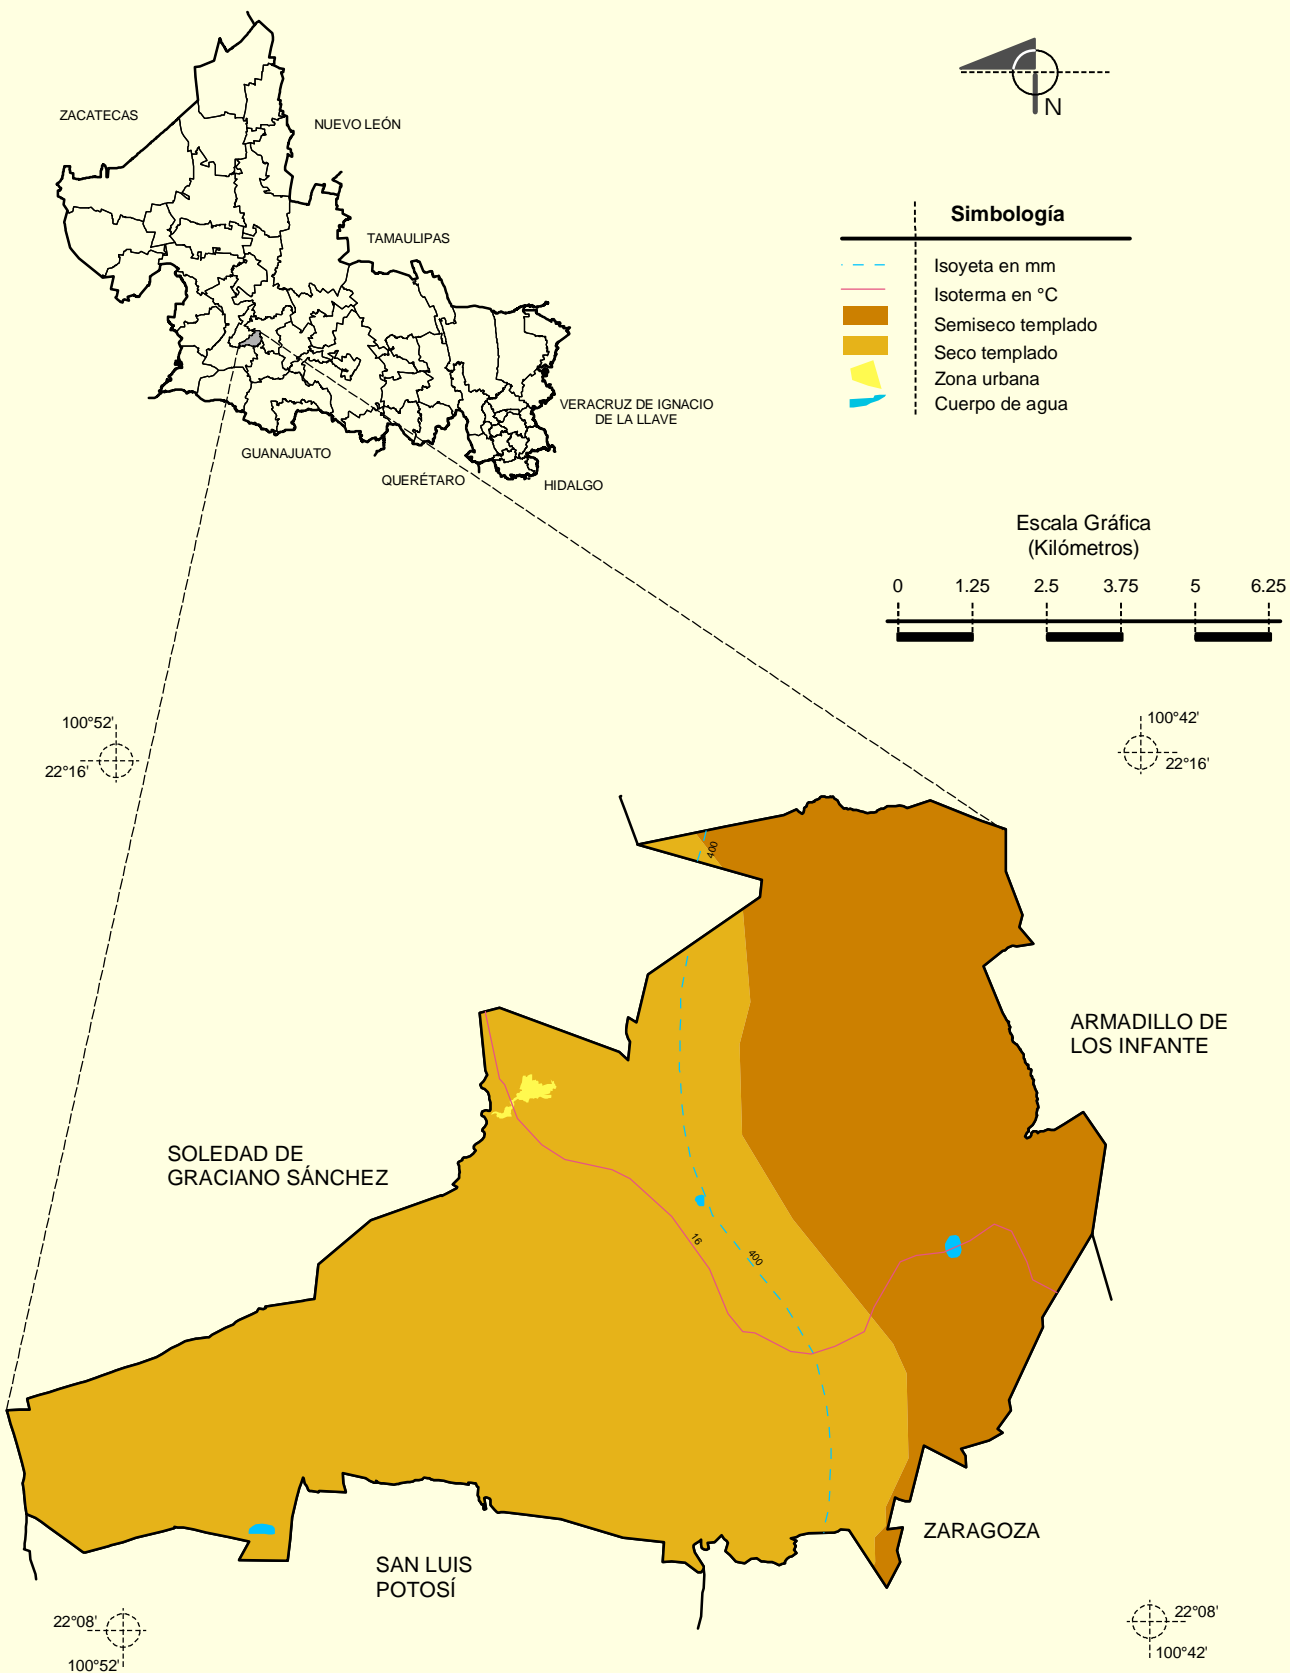 ZACATECAS
NUEVO LEÓN
TAMAULIPAS
VERACRUZ DE IGNACIO
DE LA LLAVE
GUANAJUATO
QUERÉTARO
HIDALGO
N
Simbología
Isoyeta en mm
Isoterma en °C
Semiseco templado
Seco templado
Zona urbana
Cuerpo de agua
Escala Gráfica
(Kilómetros)
0 1.25 2.5 3.75 5 6.25
100°52'
22°16'
100°42'
22°16'
400
ARMADILLO DE
LOS INFANTE
SOLEDAD DE
GRACIANO SÁNCHEZ
16
400
ZARAGOZA
SAN LUIS
POTOSÍ
22°08'
100°52'
22°08'
100°42'